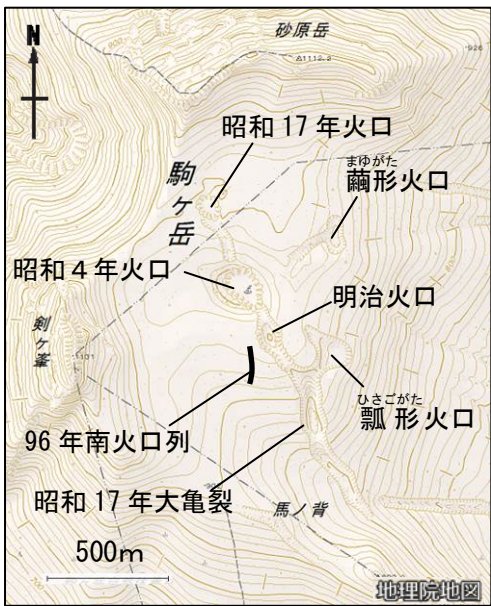 N
砂原岳
1112.2
926
昭和17年火口
まゆがた
繭形火口
駒ヶ岳
昭和4年火口
明治火口
剣ヶ峯
ひさごがた
瓢形火口
96年南火口列
昭和17年大亀裂
馬ノ背
500m
地理院地図